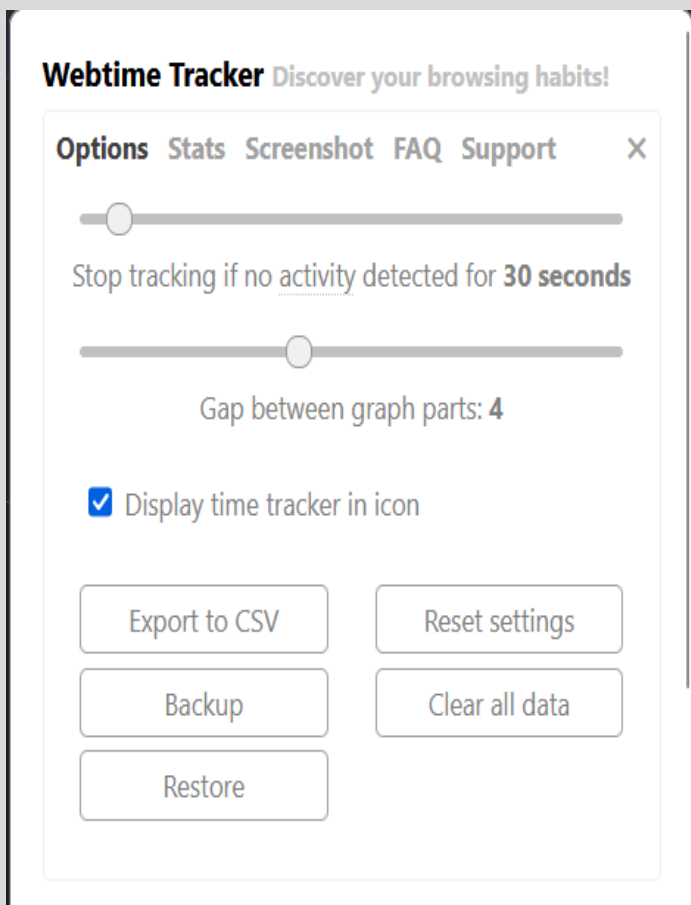 Webtime Tracker Discover your browsing habits!
Options Stats Screenshot FAQ Support ×
Stop tracking if no activity detected for 30 seconds
Gap between graph parts: 4
Display time tracker in icon
Export to CSV Reset settings
Backup Clear all data
Restore